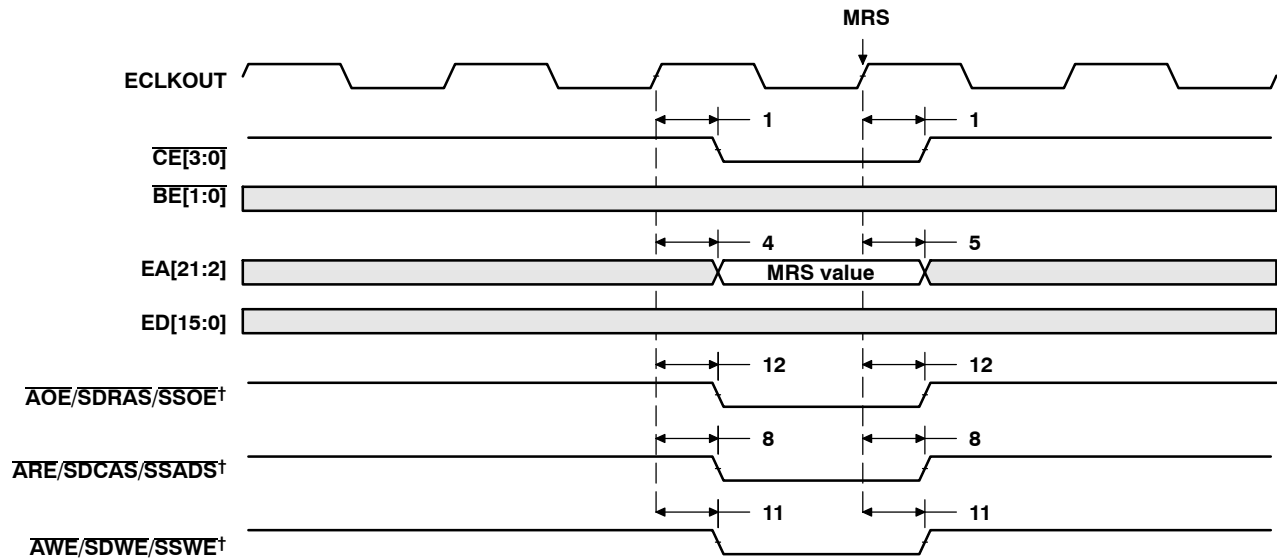 MRS
ECLKOUT
1 1
CE[3:0]
BE[1:0]
4 5
EA[21:2] MRS value
ED[15:0]
12 12
AOE/SDRAS/SSOE†
8 8
ARE/SDCAS/SSADS†
11 11
AWE/SDWE/SSWE†